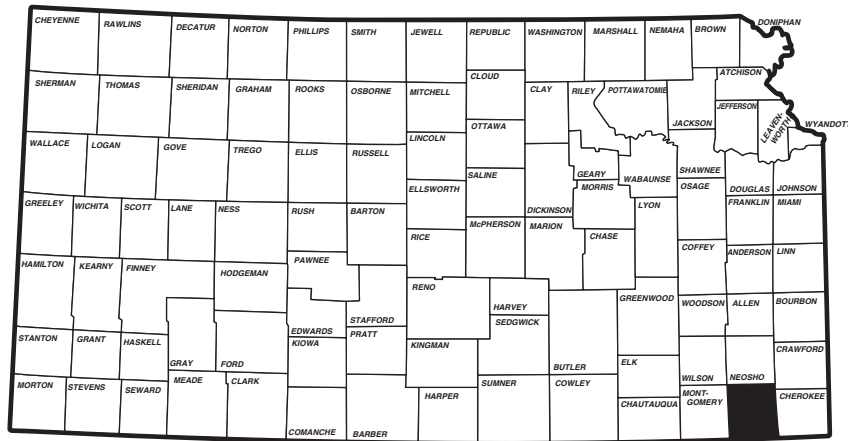 CHEYENNE
RAWLINS
DECATUR
NORTON
PHILLIPS
SMITH
JEWELL
REPUBLIC
WASHINGTON
MARSHALL
NEMAHA
BROWN
DONIPHAN
SHERMAN
THOMAS
SHERIDAN
GRAHAM
ROOKS
OSBORNE
MITCHELL
CLOUD
CLAY
RILEY
POTTAWATOMIE
JACKSON
ATCHISON
JEFFERSON
LEAVEN-
WORTH
WYANDOTT
WALLACE
LOGAN
GOVE
TREGO
ELLIS
RUSSELL
LINCOLN
OTTAWA
SALINE
ELLSWORTH
DICKINSON
GEARY
MORRIS
WABAUNSE
SHAWNEE
OSAGE
DOUGLAS
JOHNSON
GREELEY
WICHITA
SCOTT
LANE
NESS
RUSH
BARTON
RICE
McPHERSON
MARION
CHASE
LYON
FRANKLIN
MIAMI
HAMILTON
KEARNY
FINNEY
HODGEMAN
PAWNEE
STAFFORD
RENO
HARVEY
SEDGWICK
BUTLER
GREENWOOD
COFFEY
ANDERSON
LINN
WOODSON
ALLEN
BOURBON
STANTON
GRANT
HASKELL
GRAY
FORD
EDWARDS
KIOWA
PRATT
KINGMAN
ELK
WILSON
NEOSHO
CRAWFORD
MORTON
STEVENS
SEWARD
MEADE
CLARK
COMANCHE
BARBER
HARPER
SUMNER
COWLEY
CHAUTAUQUA
MONT-
GOMERY
CHEROKEE